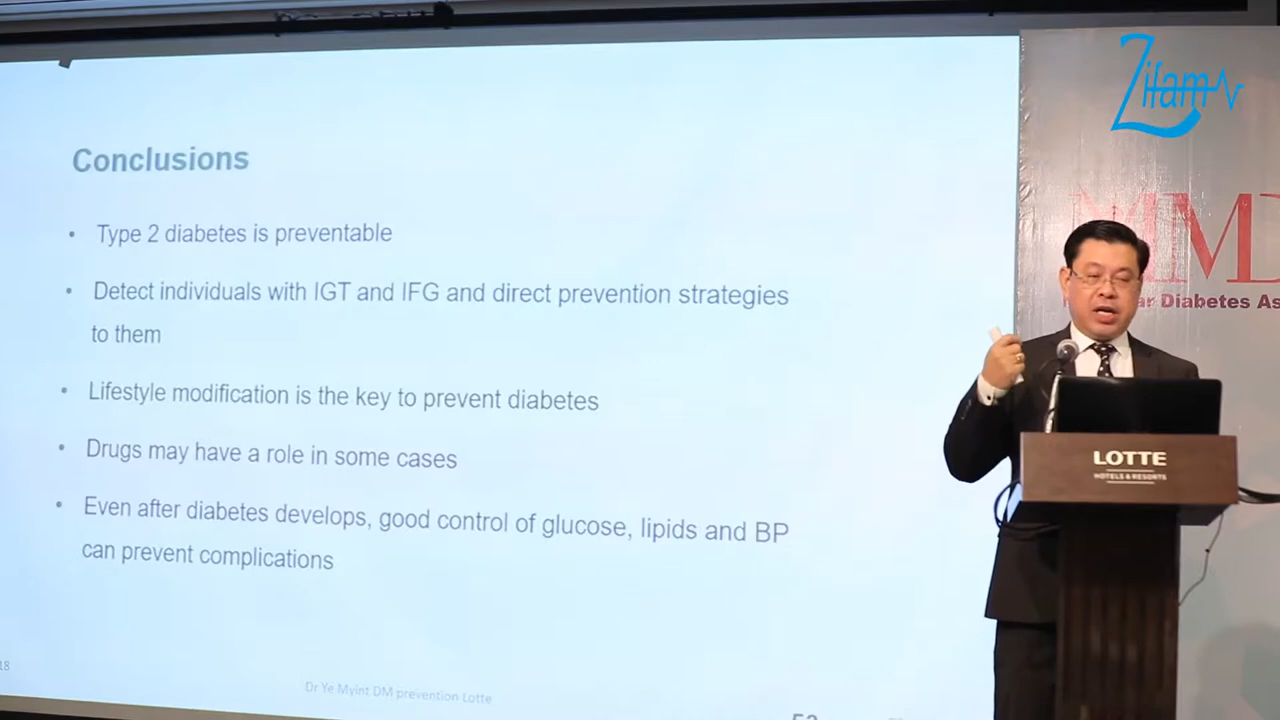 Zifam
Conclusions
• Type 2 diabetes is preventable
• Detect individuals with IGT and IFG and direct prevention strategies
to them
• Lifestyle modification is the key to prevent diabetes
• Drugs may have a role in some cases
• Even after diabetes develops, good control of glucose, lipids and BP
can prevent complications
18
Dr Ye Myint DM prevention Lotte
ar Diabetes As
LOTTE
HOTELS & RESORTS